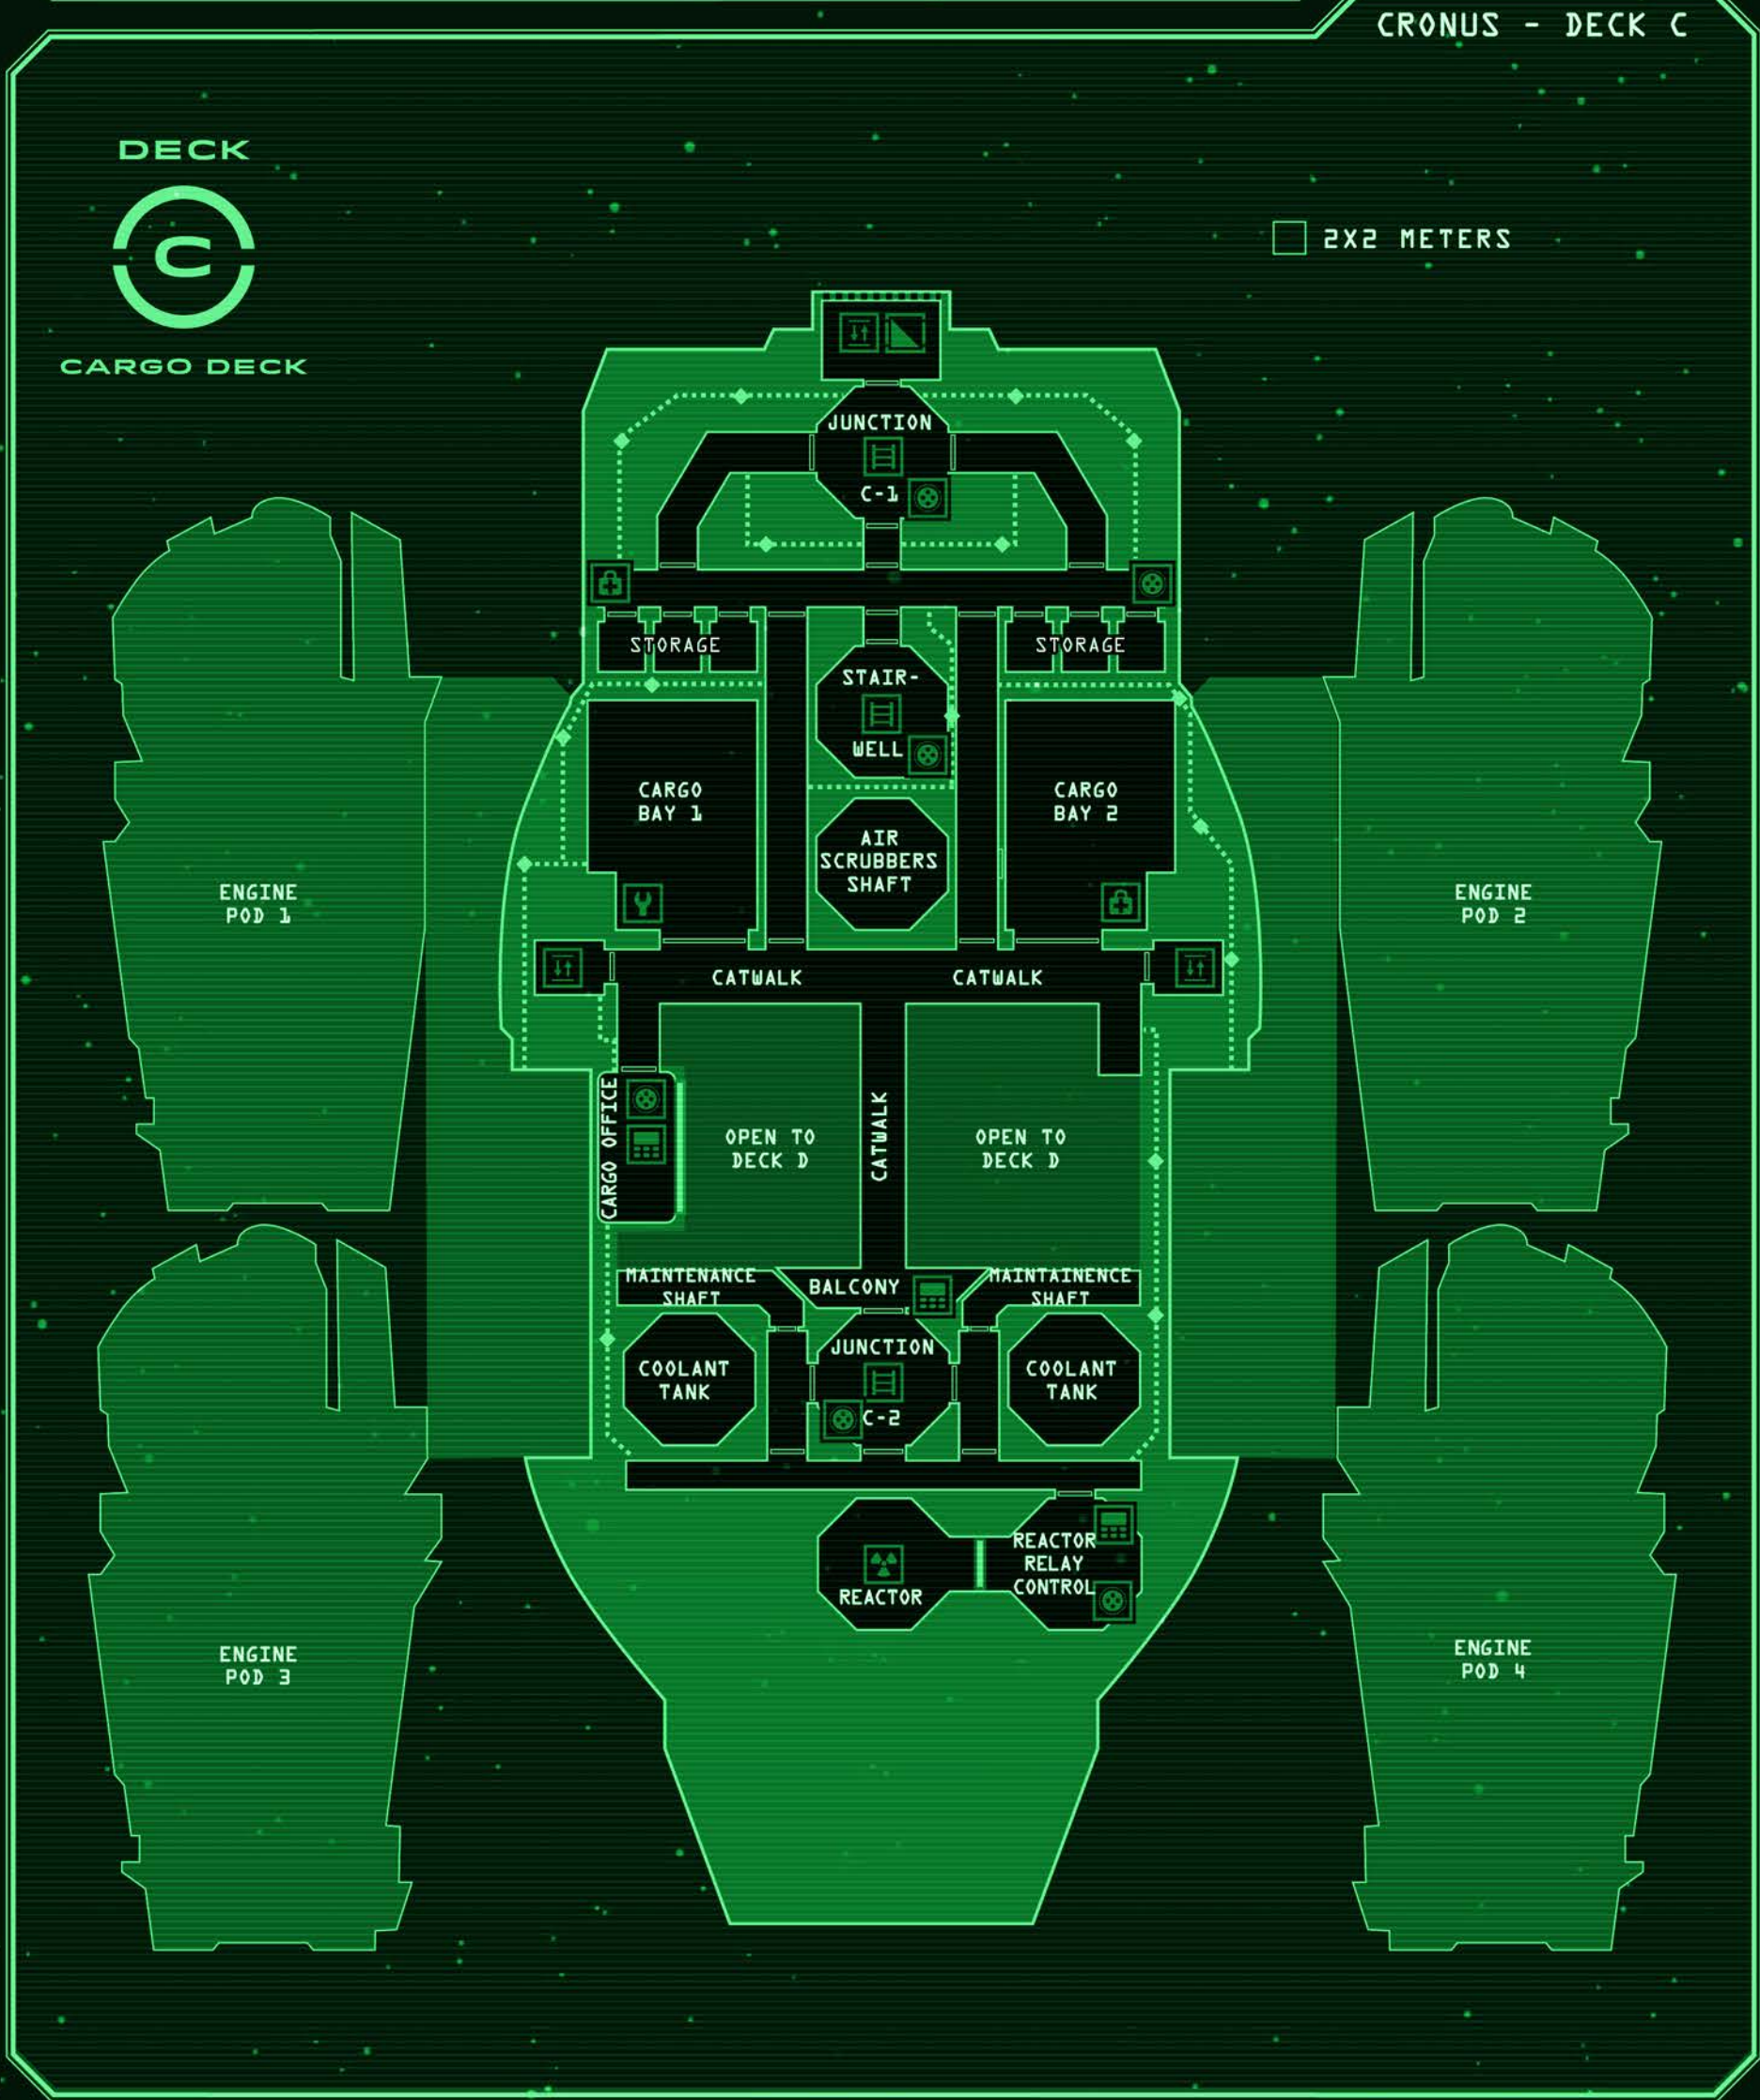 CRONUS - DECK C
DECK
C
CARGO DECK
2X2 METERS
JUNCTION
C-1
STORAGE
STORAGE
STAIR-
WELL
CARGO
BAY 1
CARGO
BAY 2
AIR
SCRUBBERS
SHAFT
ENGINE
POD 1
ENGINE
POD 2
CATWALK
CATWALK
CARGO OFFICE
OPEN TO
DECK D
CATWALK
OPEN TO
DECK D
MAINTENANCE
SHAFT
BALCONY
MAINTAINENCE
SHAFT
JUNCTION
C-2
COOLANT
TANK
COOLANT
TANK
REACTOR
REACTOR
RELAY
CONTROL
ENGINE
POD 3
ENGINE
POD 4